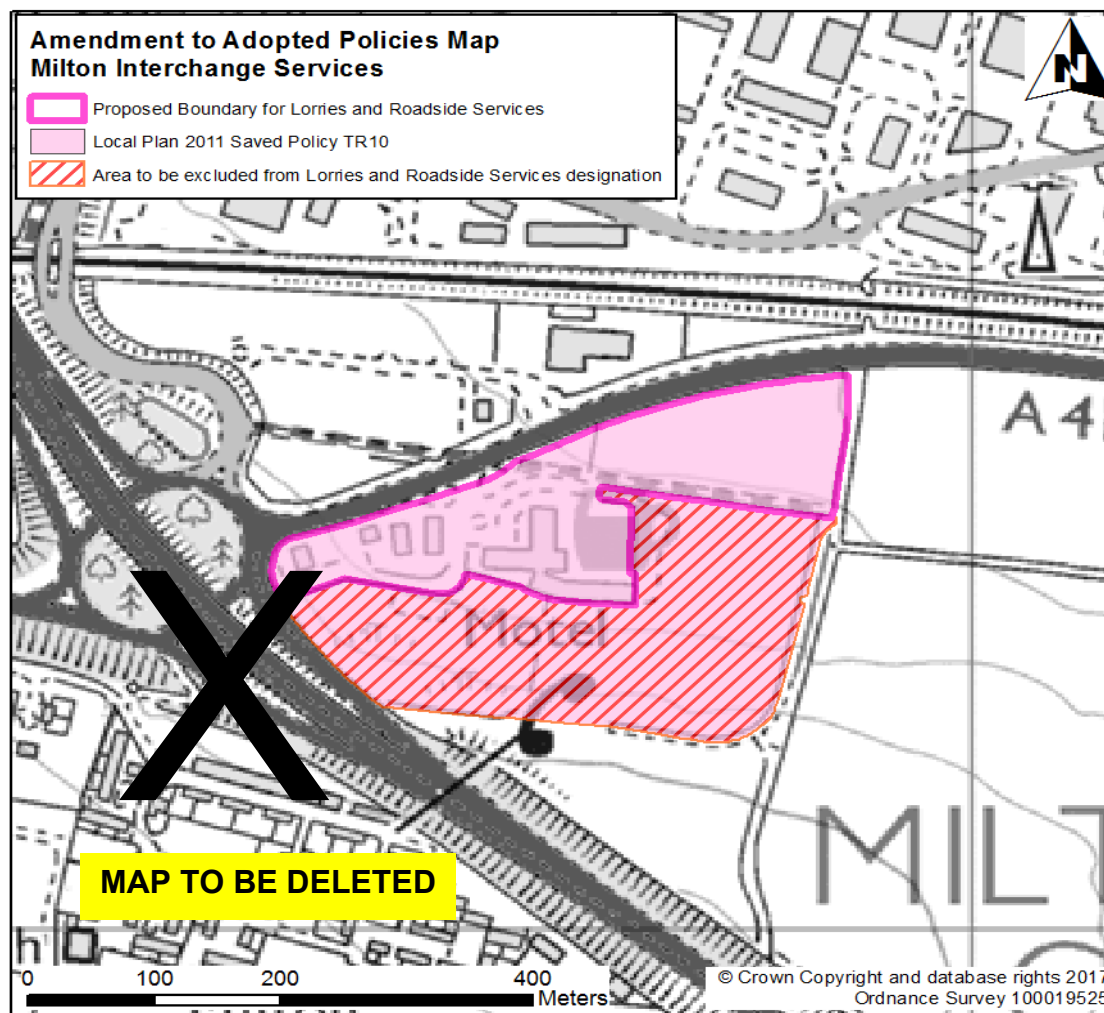 Amendment to Adopted Policies Map
Milton Interchange Services
Proposed Boundary for Lorries and Roadside Services
Local Plan 2011 Saved Policy TR10
Area to be excluded from Lorries and Roadside Services designation
N
A4
Motel
MILT
X
MAP TO BE DELETED
h
0 100 200 400
Meters
© Crown Copyright and database rights 2017
Ordnance Survey 100019525